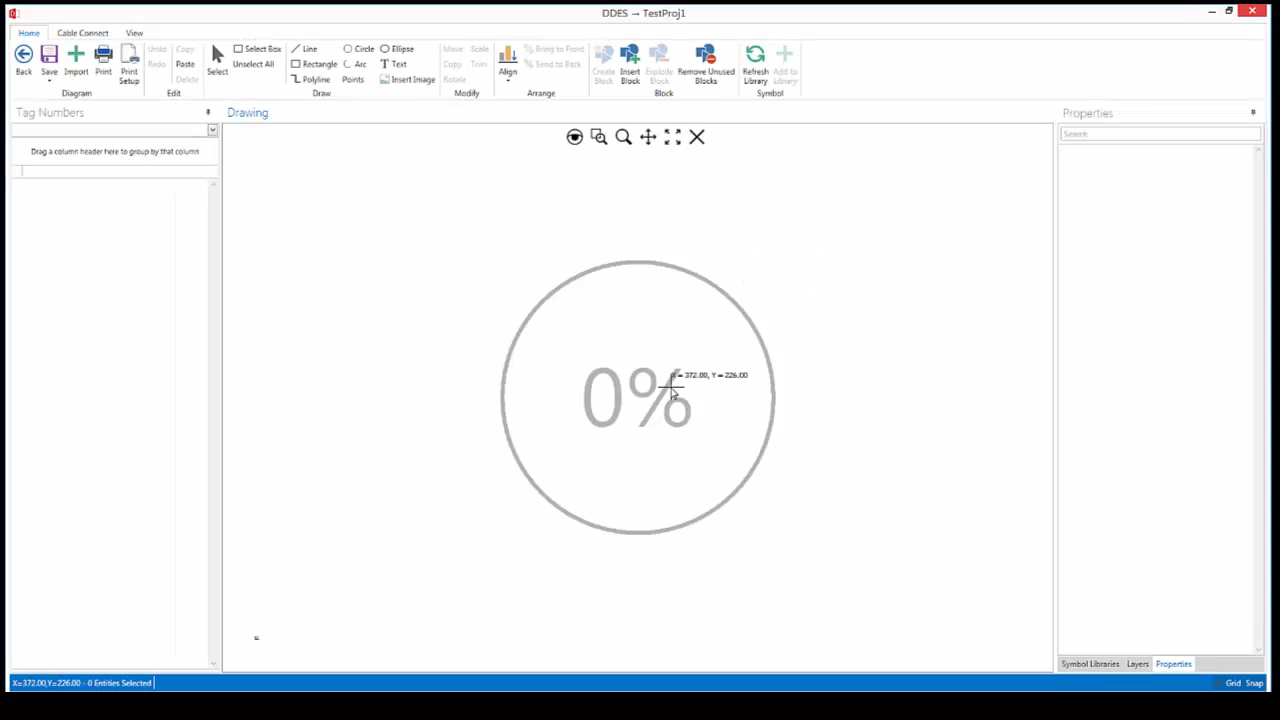 DDES → TestProj1
Home Cable Connect View
Back Save Import Print Print Setup
Diagram
Undo Copy
Redo Paste
Delete
Edit
Select Select Box
Unselect All
Line Circle Ellipse
Rectangle Arc Text
Polyline Points Insert Image
Draw
Move Scale
Copy Trim
Rotate
Modify
Align Bring to Front
Send to Back
Arrange
Create Block Insert Block Explode Block Remove Unused Blocks
Block
Refresh Library Add to Library
Symbol
Tag Numbers
Drag a column header here to group by that column
Drawing
0%
X = 372.00, Y = 226.00
Properties
Search
Symbol Libraries Layers Properties
X=372.00,Y=226.00 - 0 Entities Selected
Grid Snap